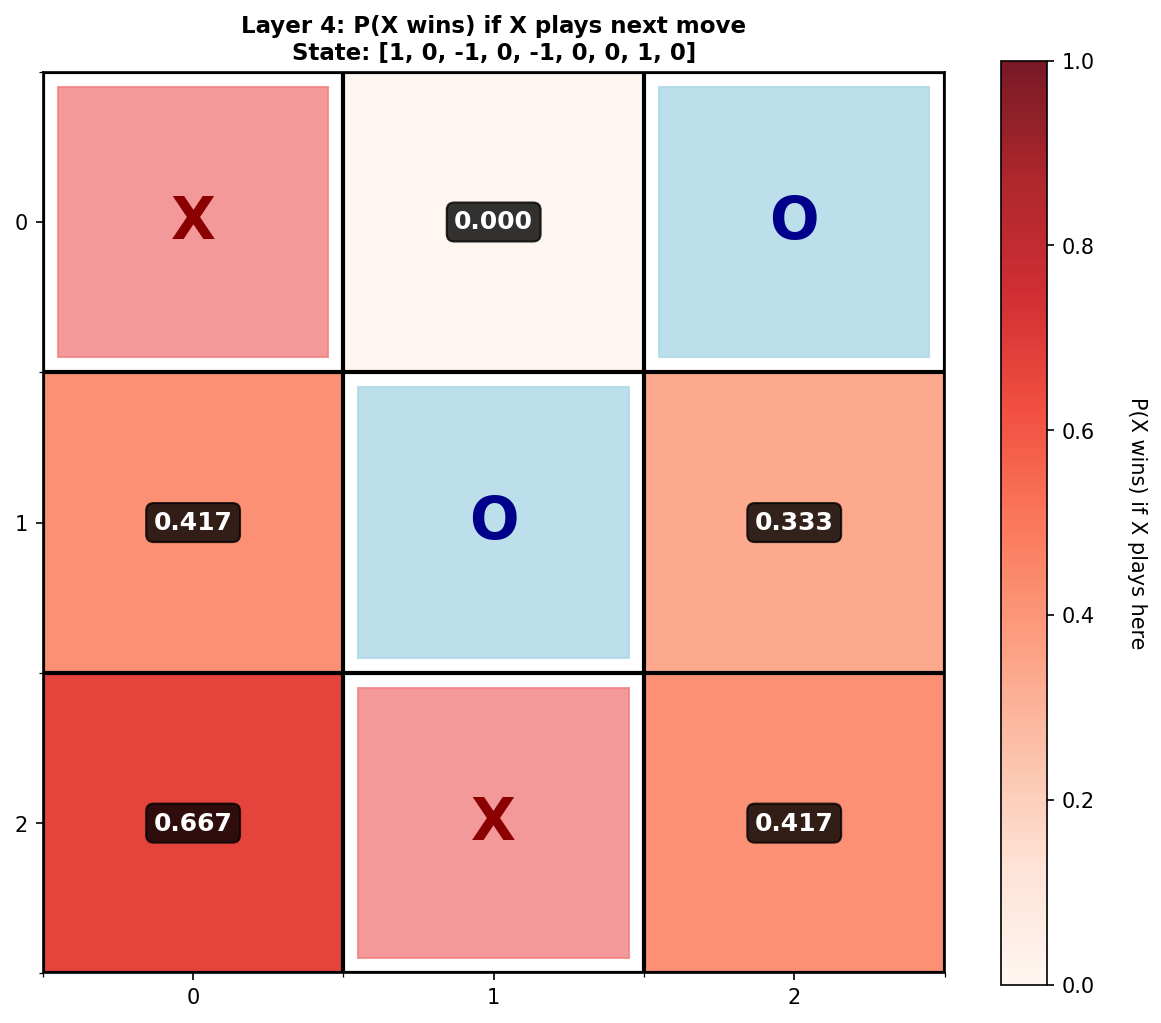 Layer 4: P(X wins) if X plays next move
State: [1, 0, -1, 0, -1, 0, 0, 1, 0]
0
X
0.000
O
1
0.417
O
0.333
2
0.667
X
0.417
0
1
2
1.0
0.8
0.6
0.4
0.2
0.0
P(X wins) if X plays here